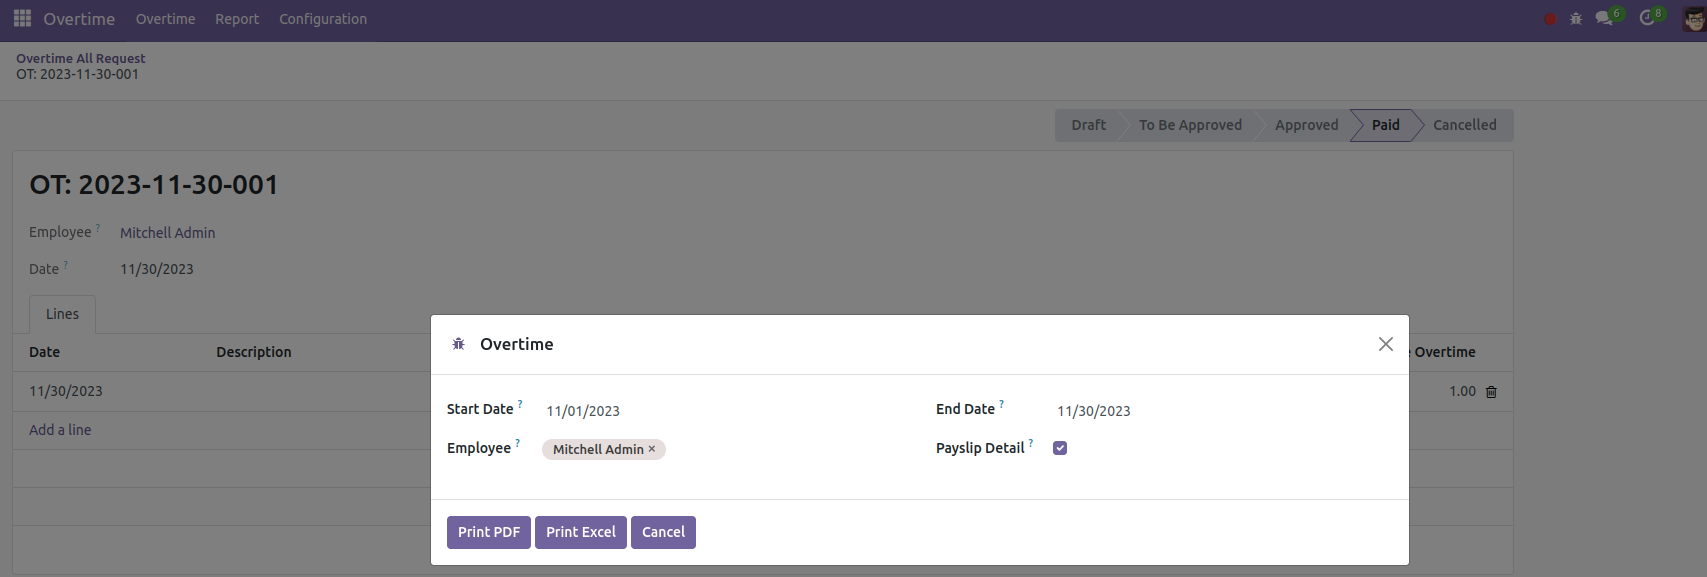 Overtime Overtime Report Configuration 6 8
Overtime All Request
OT: 2023-11-30-001
Draft To Be Approved Approved Paid Cancelled
OT: 2023-11-30-001
Employee ? Mitchell Admin
Date ? 11/30/2023
Lines
Date Description Overtime
11/30/2023 1.00
Add a line
Overtime
Start Date ? 11/01/2023 End Date ? 11/30/2023
Employee ? Mitchell Admin × Payslip Detail ?
Print PDF Print Excel Cancel